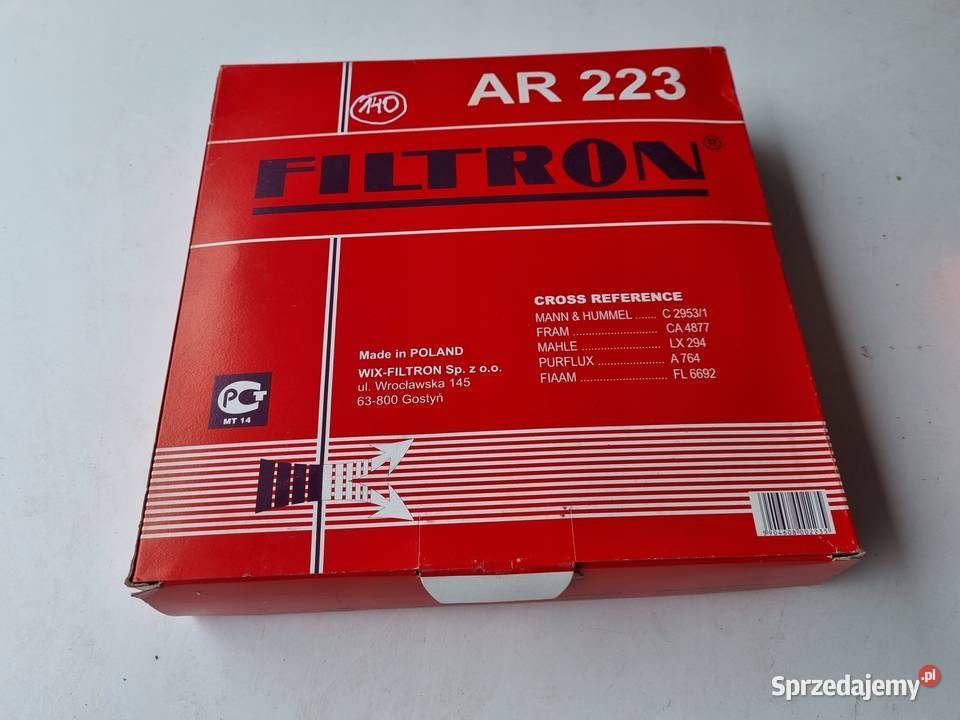 140
AR 223
FILTRON®
CROSS REFERENCE
MANN & HUMMEL ....... C 2953/1
FRAM ............................ CA 4877
MAHLE .......................... LX 294
PURFLUX ...................... A 764
FIAAM ............................. FL 6692
Made in POLAND
WIX-FILTRON Sp. z o.o.
ul. Wrocławska 145
63-800 Gostyń
PCT
MT 14
Sprzedajemy.pl